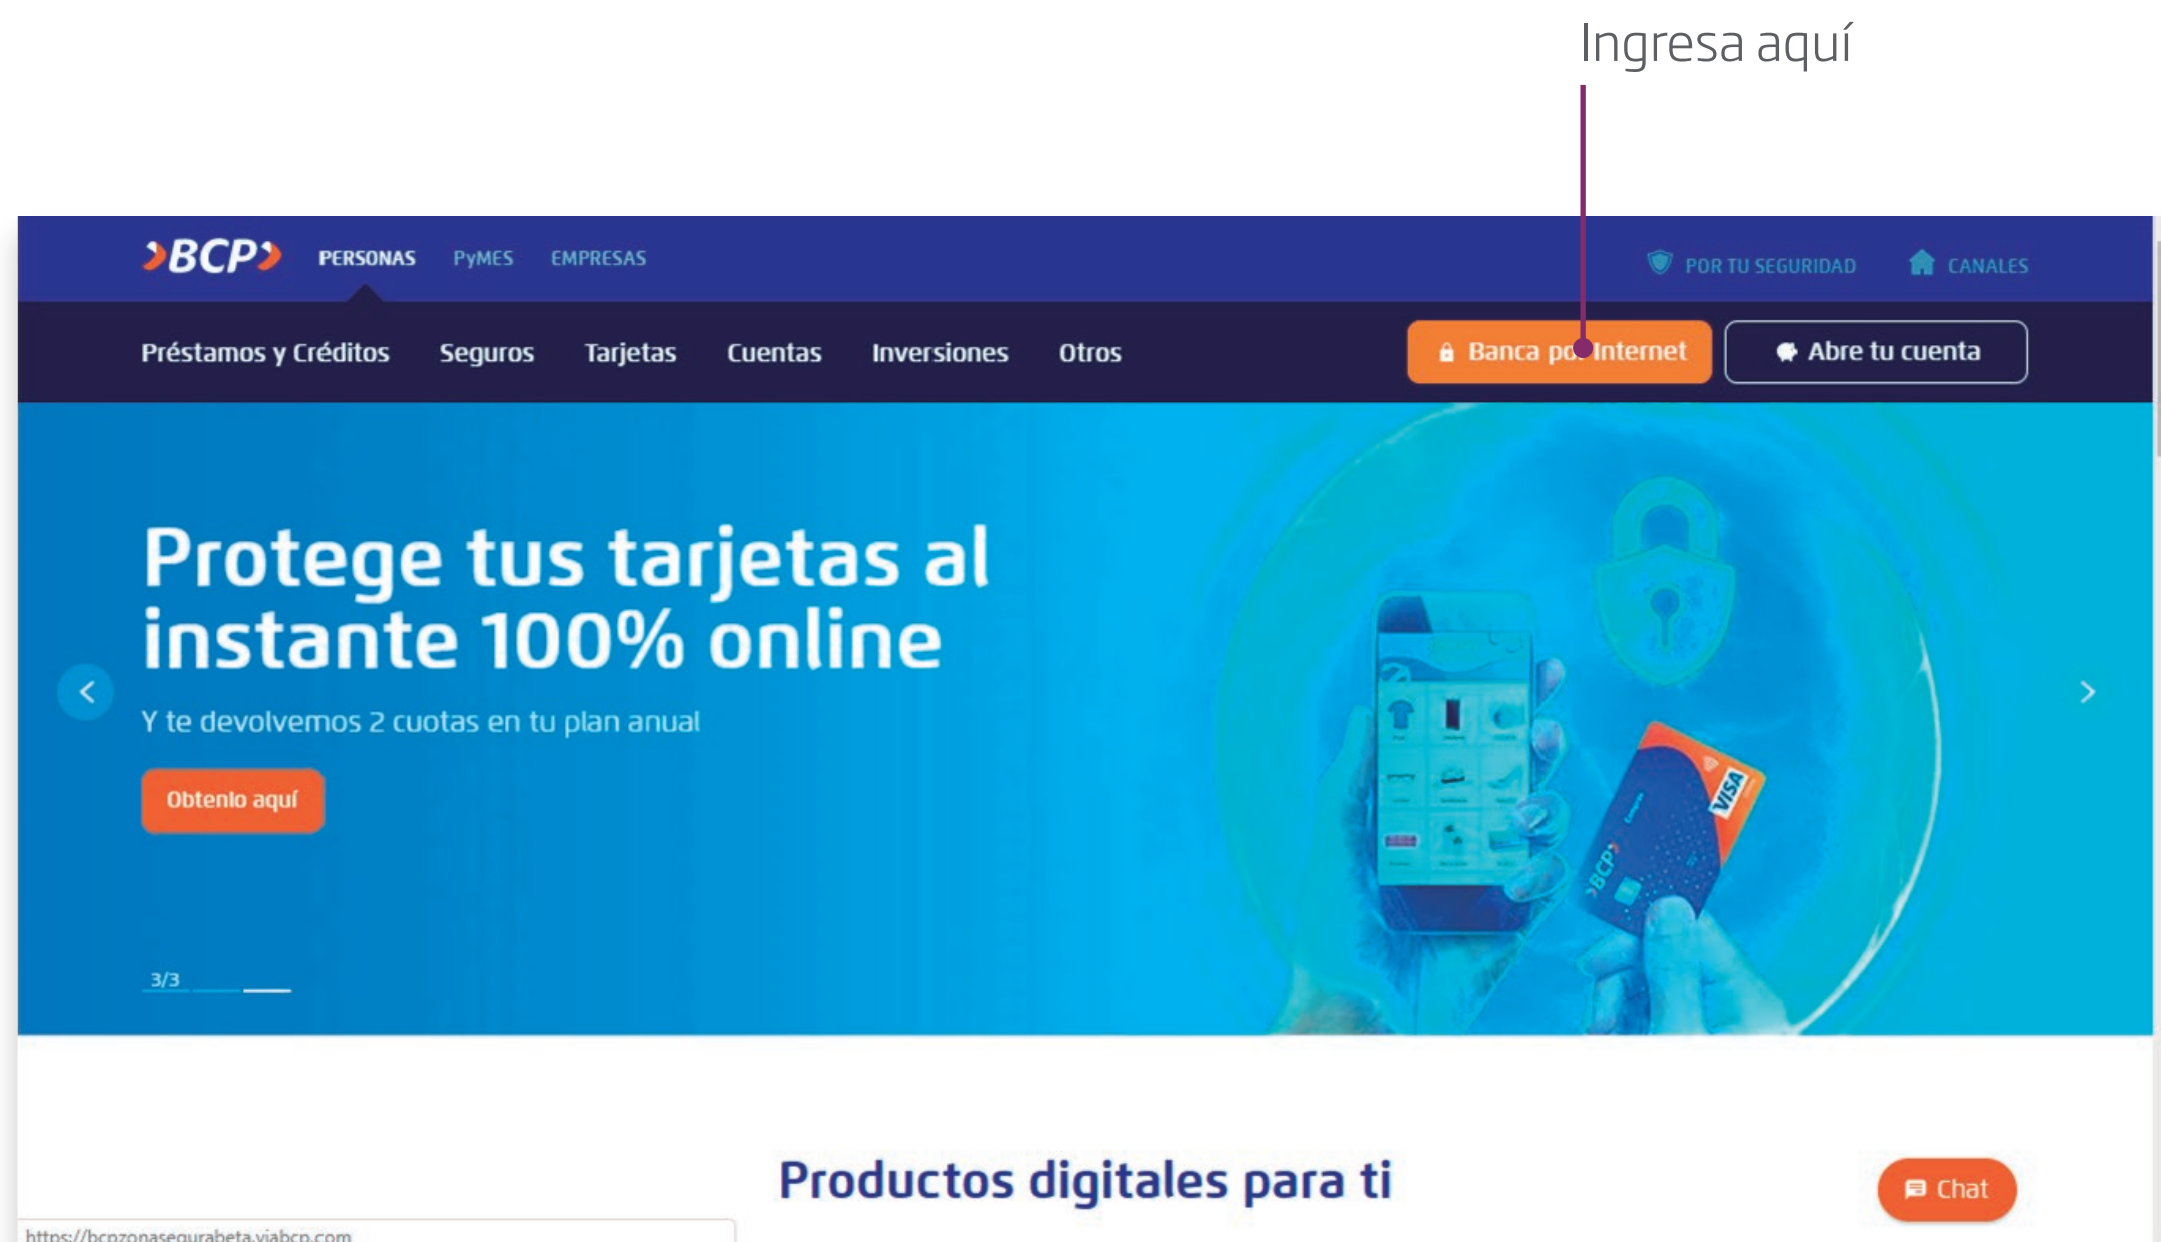 Ingresa aquí
BCP PERSONAS PyMES EMPRESAS POR TU SEGURIDAD CANALES
Préstamos y Créditos Seguros Tarjetas Cuentas Inversiones Otros Banca por Internet Abre tu cuenta
Protege tus tarjetas al
instante 100% online
Y te devolvemos 2 cuotas en tu plan anual
Obtenlo aquí
VISA
BCP
3/3
Productos digitales para ti
Chat
https://bcpzonasegurabeta.viabcp.com